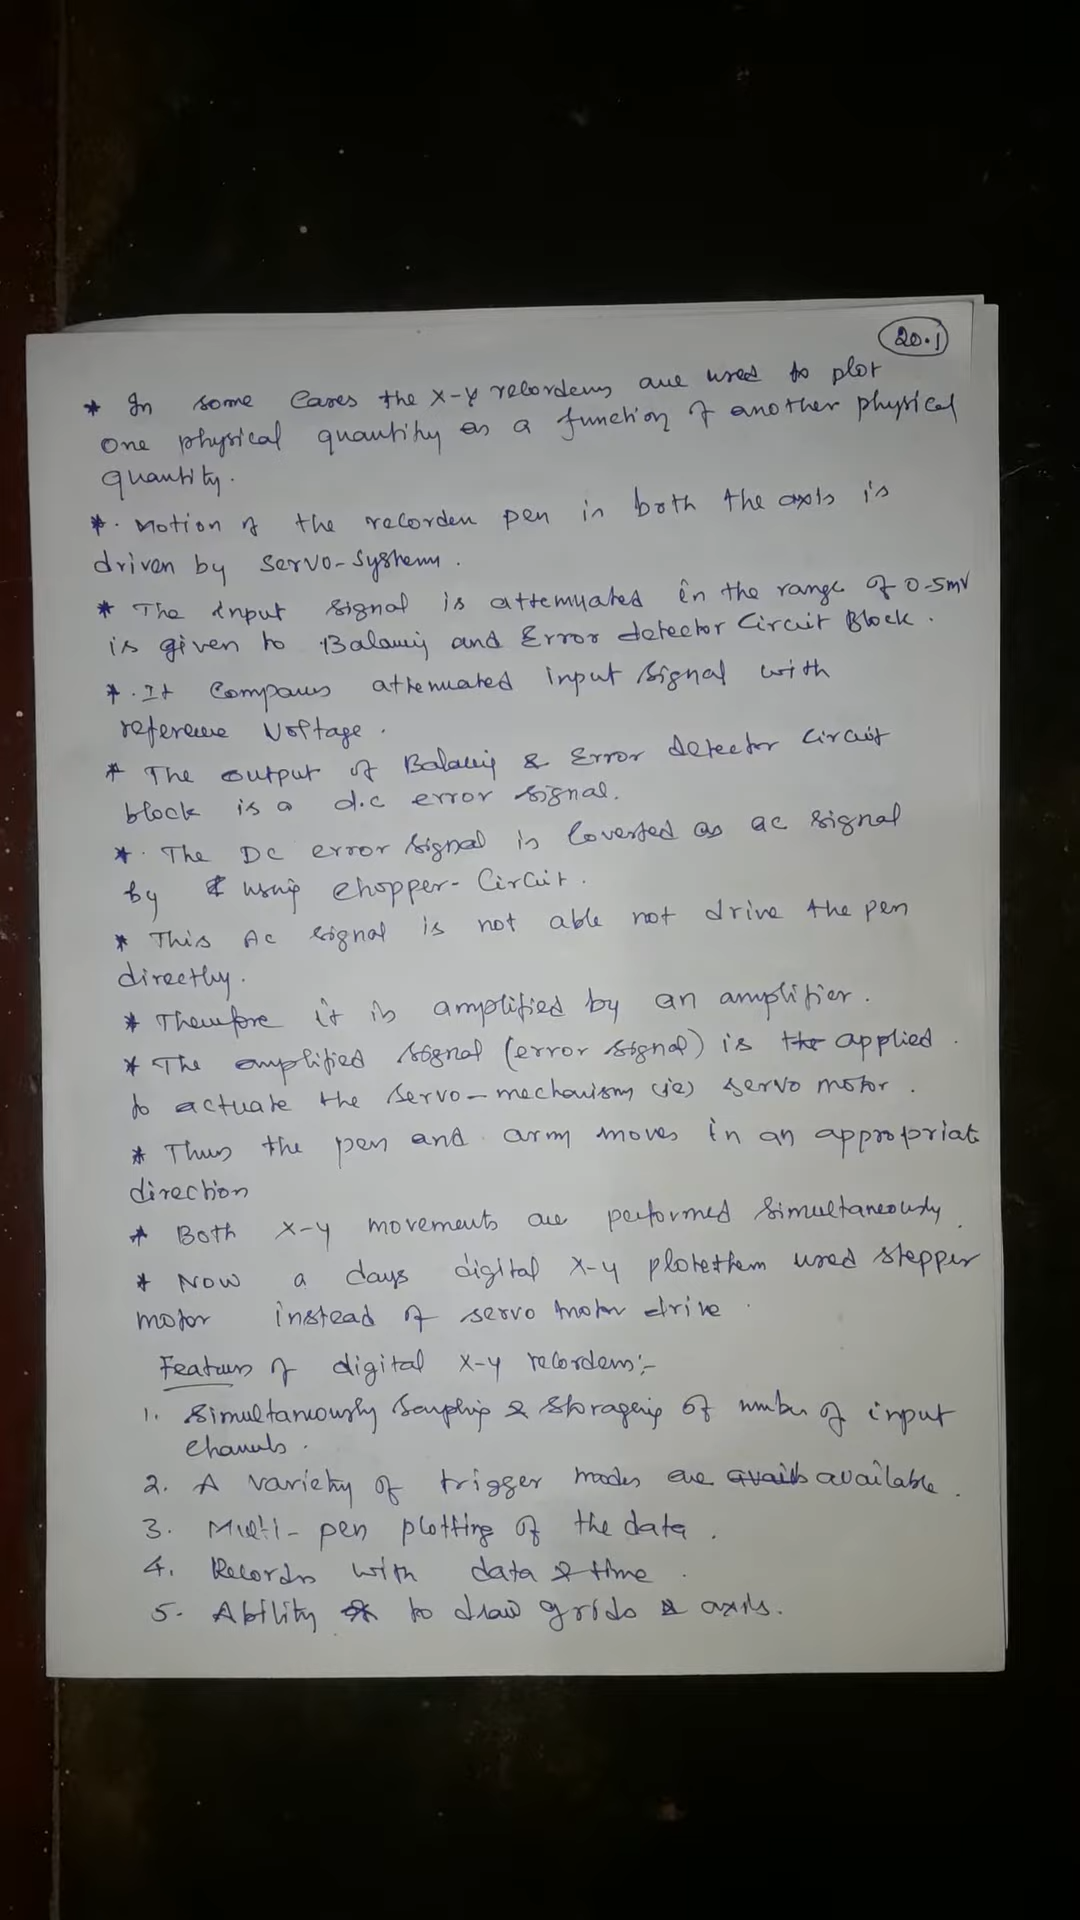 20.1
* In some Cases the X-Y recorders are used to plot
one physical quantity as a function of another physical
quantity.
*. Motion of the recorder pen in both the axis is
driven by Servo-Systems.
* The input signal is attenuated in the range of 0-5mV
is given to Balancing and Error detector Circuit Block.
*. It Compares attenuated input signal with
reference Voltage.
* The output of Balancing & Error detector circuit
block is a d.c error signal.
*. The DC error signal is Coverted as ac signal
by using Chopper-Circuit.
* This Ac signal is not able not drive the pen
directly.
* Therefore it is amplified by an amplifier.
* The amplified signal (error signal) is the applied.
to actuate the servo-mechanism (ie) servo motor.
* Thus the pen and arm moves in an appropriate
direction
* Both X-Y movements are performed simultaneously.
* Now a days digital X-Y used stepper
motor instead of servo motor drive.
Features of digital X-Y recorders:-
1. Simultaneously Sampling & Storageing of number of input
Channels.
2. A variety of trigger modes are avails available.
3. Multi-pen plotting of the data.
4. Records with data & time.
5. Ability to draw grids & axis.